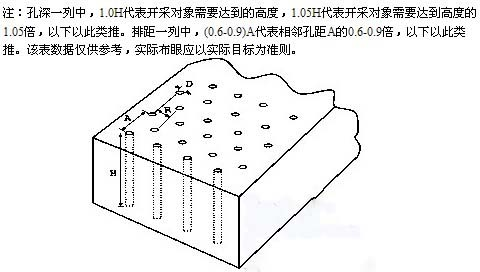 注：孔深一列中，1.0H代表开采对象需要达到的高度，1.05H代表开采对象需要达到高度的
1.05倍，以下以此类推。排距一列中，(0.6-0.9)A代表相邻孔距A的0.6-0.9倍，以下以此类
推。该表数据仅供参考，实际布眼应以实际目标为准则。
D
A
B
H